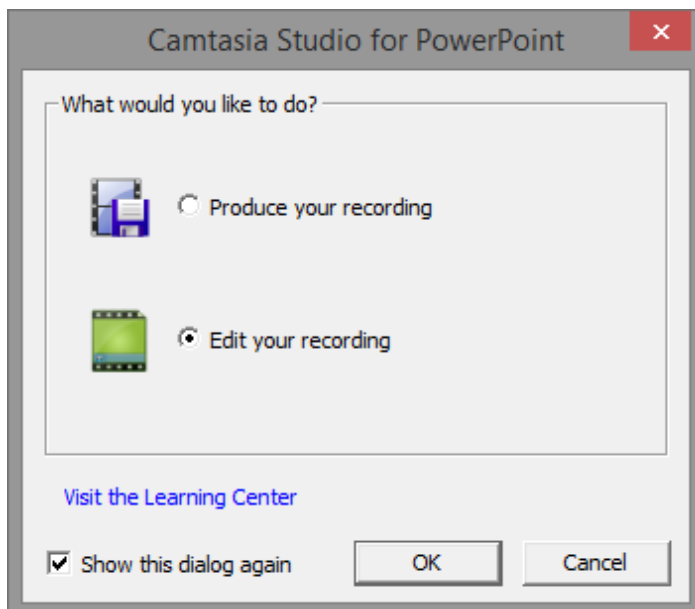 Camtasia Studio for PowerPoint
What would you like to do?
Produce your recording
Edit your recording
Visit the Learning Center
Show this dialog again
OK
Cancel